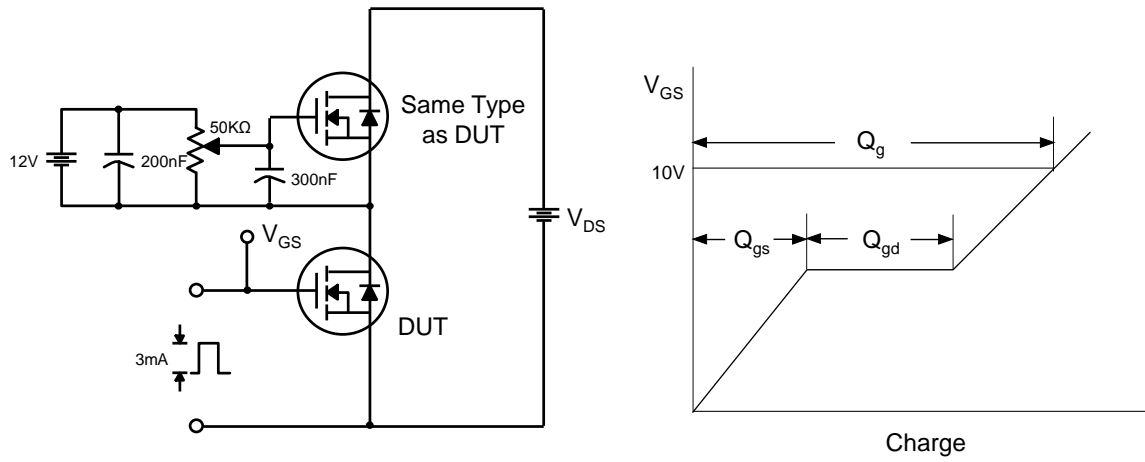 12V
200nF
50KΩ
300nF
Same Type
as DUT
V_DS
V_GS
DUT
3mA
V_GS
10V
Q_g
Q_gs
Q_gd
Charge